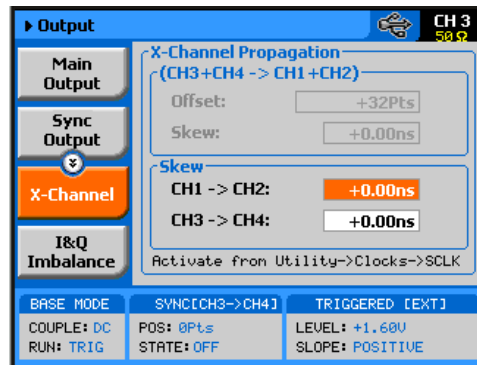 Output
CH 3
50 Ω
Main Output
Sync Output
X-Channel
I&Q Imbalance
X-Channel Propagation
(CH3+CH4 -> CH1+CH2)
Offset: +32Pts
Skew: +0.00ns
Skew
CH1 -> CH2: +0.00ns
CH3 -> CH4: +0.00ns
Activate from Utility->Clocks->SCLK
BASE MODE
COUPLE: DC
RUN: TRIG
SYNC[CH3->CH4]
POS: 0Pts
STATE: OFF
TRIGGERED [EXT]
LEVEL: +1.60V
SLOPE: POSITIVE